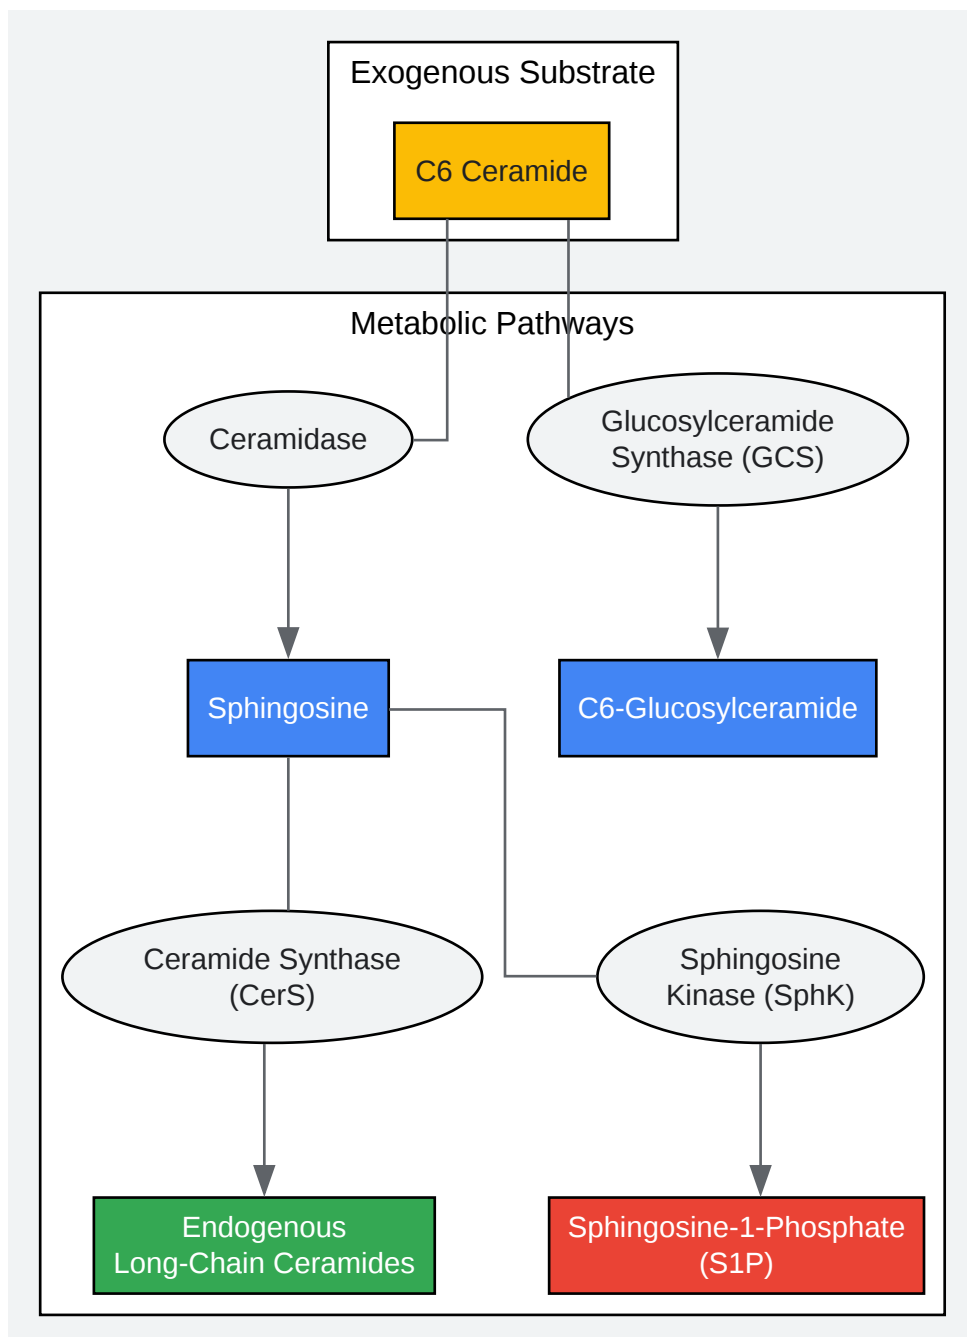 Exogenous Substrate
C6 Ceramide
Metabolic Pathways
Ceramidase
Glucosylceramide
Synthase (GCS)
Sphingosine
C6-Glucosylceramide
Ceramide Synthase
(CerS)
Sphingosine
Kinase (SphK)
Endogenous
Long-Chain Ceramides
Sphingosine-1-Phosphate
(S1P)